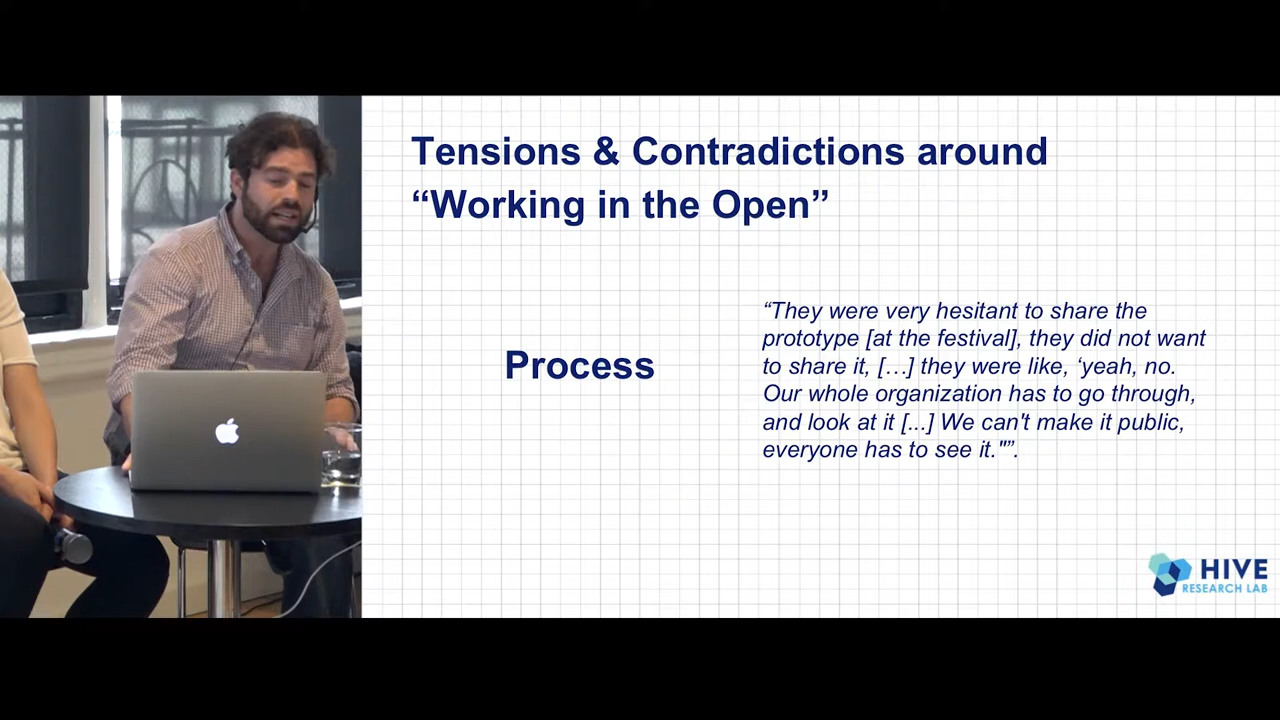 Tensions & Contradictions around
“Working in the Open”
Process
“They were very hesitant to share the
prototype [at the festival], they did not want
to share it, […] they were like, ‘yeah, no.
Our whole organization has to go through,
and look at it [...] We can't make it public,
everyone has to see it."”.
HIVE
RESEARCH LAB